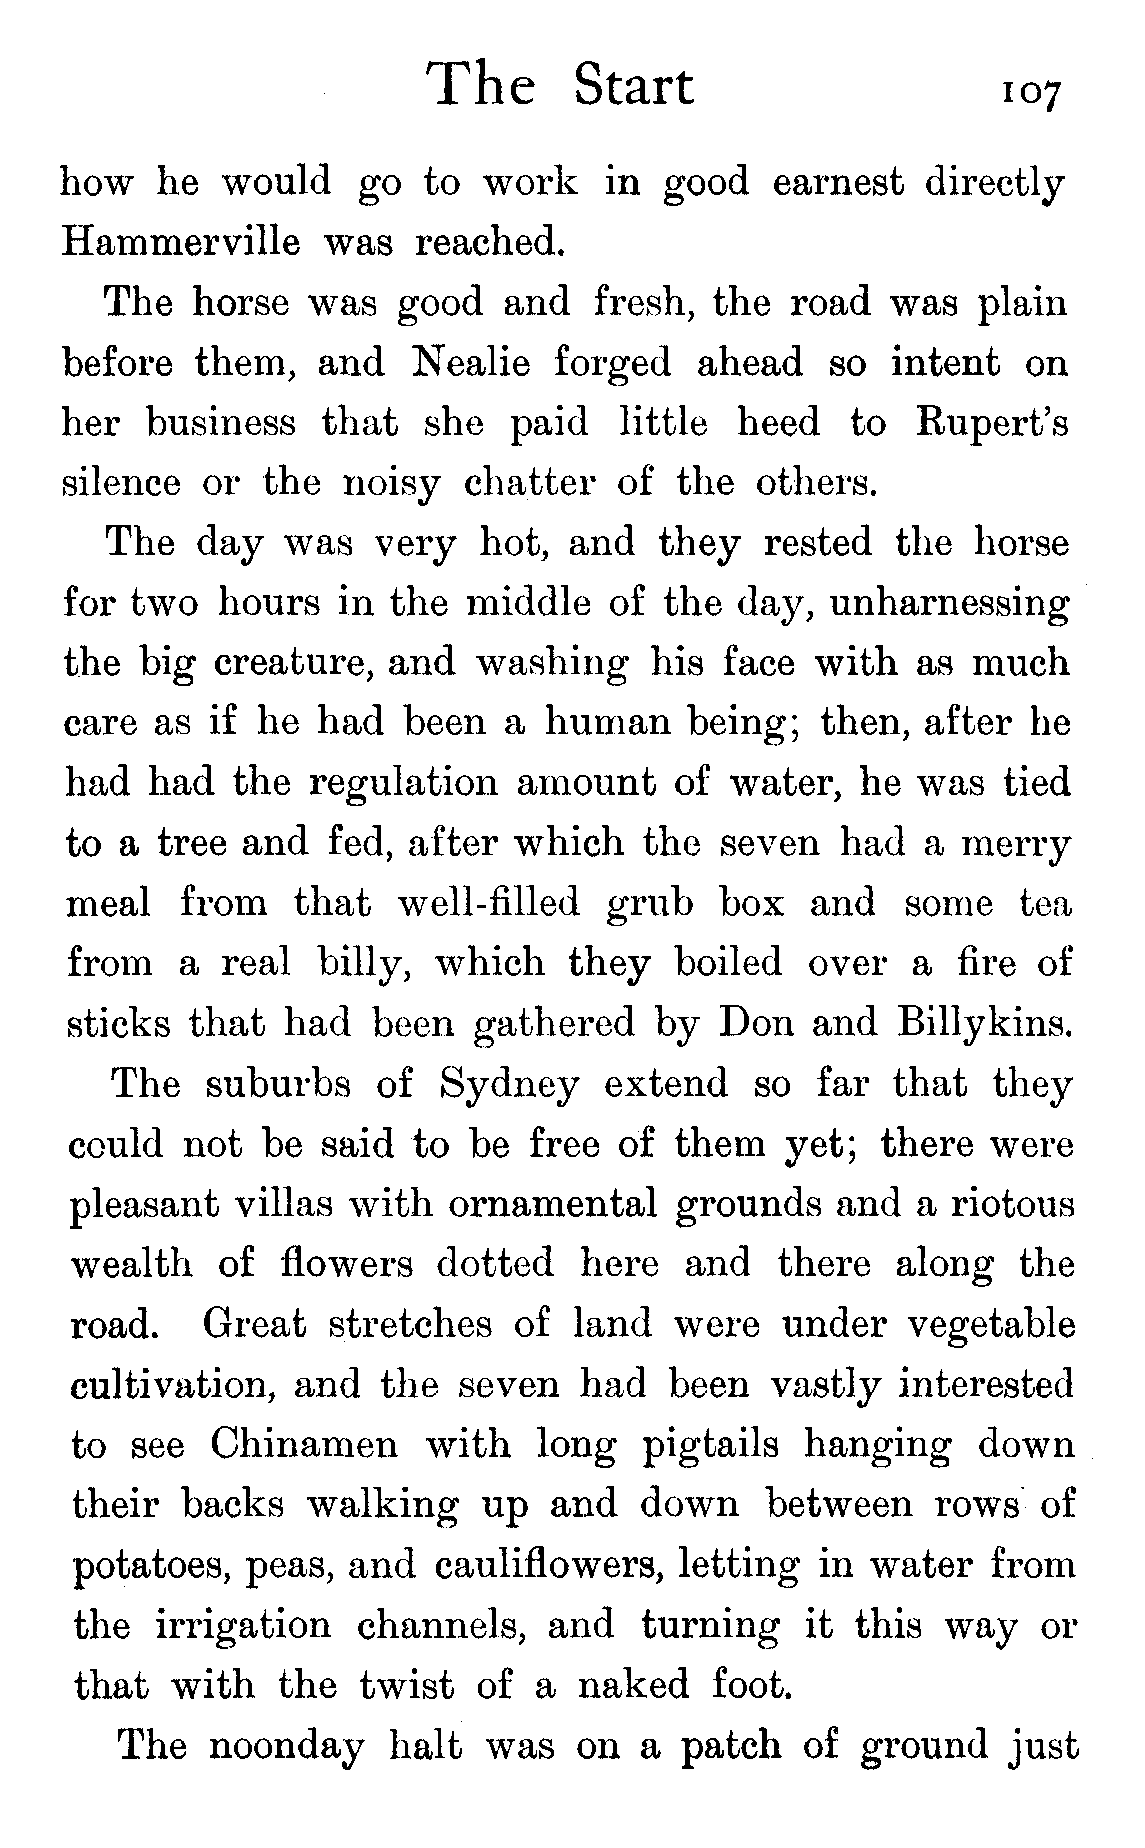 The Start 107
how he would go to work in good earnest directly
Hammerville was reached.
The horse was good and fresh, the road was plain
before them, and Nealie forged ahead so intent on
her business that she paid little heed to Rupert's
silence or the noisy chatter of the others.
The day was very hot, and they rested the horse
for two hours in the middle of the day, unharnessing
the big creature, and washing his face with as much
care as if he had been a human being; then, after he
had had the regulation amount of water, he was tied
to a tree and fed, after which the seven had a merry
meal from that well-filled grub box and some tea
from a real billy, which they boiled over a fire of
sticks that had been gathered by Don and Billykins.
The suburbs of Sydney extend so far that they
could not be said to be free of them yet; there were
pleasant villas with ornamental grounds and a riotous
wealth of flowers dotted here and there along the
road. Great stretches of land were under vegetable
cultivation, and the seven had been vastly interested
to see Chinamen with long pigtails hanging down
their backs walking up and down between rows of
potatoes, peas, and cauliflowers, letting in water from
the irrigation channels, and turning it this way or
that with the twist of a naked foot.
The noonday halt was on a patch of ground just